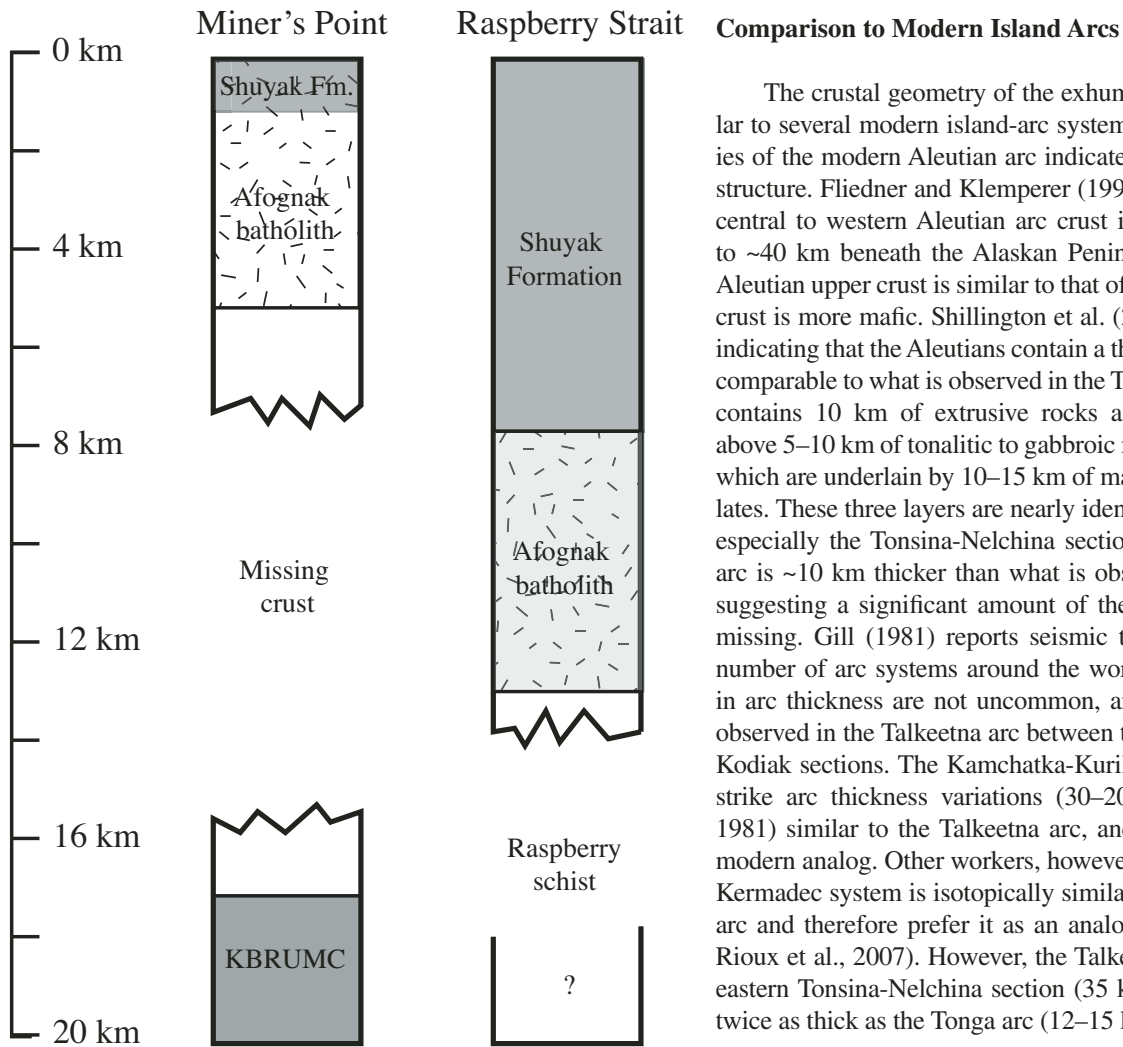 Miner's Point
Raspberry Strait
0 km
4 km
8 km
12 km
16 km
20 km
Shuyak Fm.
Afognak
batholith
Missing
crust
KBRUMC
Shuyak
Formation
Afognak
batholith
Raspberry
schist
?
Comparison to Modern Island Arcs
The crustal geometry of the exhun
lar to several modern island-arc system
ies of the modern Aleutian arc indicate
structure. Fliedner and Klemperer (199
central to western Aleutian arc crust i
to ~40 km beneath the Alaskan Penin
Aleutian upper crust is similar to that of
crust is more mafic. Shillington et al. (
indicating that the Aleutians contain a th
comparable to what is observed in the T
contains 10 km of extrusive rocks a
above 5–10 km of tonalitic to gabbroic
which are underlain by 10–15 km of ma
lates. These three layers are nearly iden
especially the Tonsina-Nelchina sectio
arc is ~10 km thicker than what is obs
suggesting a significant amount of the
missing. Gill (1981) reports seismic t
number of arc systems around the wor
in arc thickness are not uncommon, a
observed in the Talkeetna arc between t
Kodiak sections. The Kamchatka-Kuril
strike arc thickness variations (30–20
1981) similar to the Talkeetna arc, and
modern analog. Other workers, howeve
Kermadec system is isotopically simila
arc and therefore prefer it as an analo
Rioux et al., 2007). However, the Talke
eastern Tonsina-Nelchina section (35 k
twice as thick as the Tonga arc (12–15